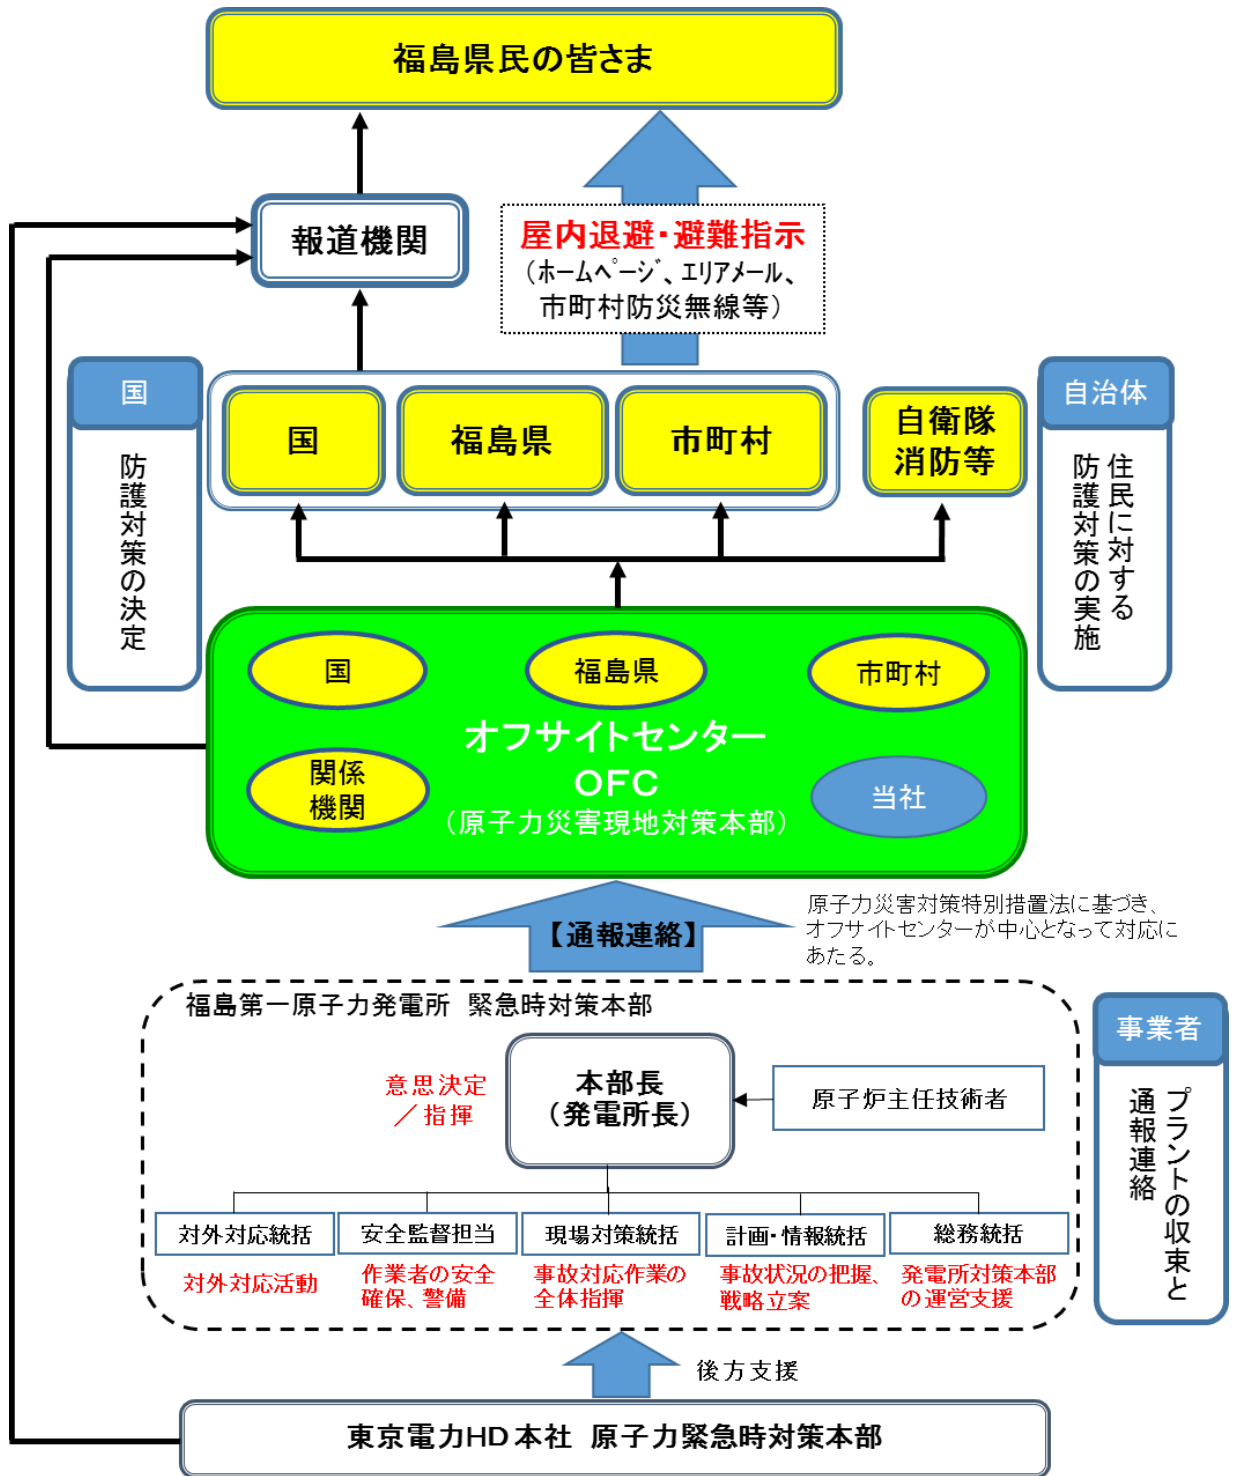 福島県民の皆さま
報道機関
屋内退避・避難指示
（ホームページ、エリアメール、
市町村防災無線等）
国
防護対策の決定
国
福島県
市町村
自衛隊
消防等
自治体
住民に対する
防護対策の実施
国
福島県
市町村
オフサイトセンター
OFC
（原子力災害現地対策本部）
関係
機関
当社
【通報連絡】
原子力災害対策特別措置法に基づき、
オフサイトセンターが中心となって対応に
あたる。
福島第一原子力発電所　緊急時対策本部
意思決定
／指揮
本部長
（発電所長）
原子炉主任技術者
事業者
プラントの収束と
通報連絡
対外対応統括
安全監督担当
現場対策統括
計画・情報統括
総務統括
対外対応活動
作業者の安全
確保、警備
事故対応作業の
全体指揮
事故状況の把握、
戦略立案
発電所対策本部
の運営支援
後方支援
東京電力HD本社 原子力緊急時対策本部